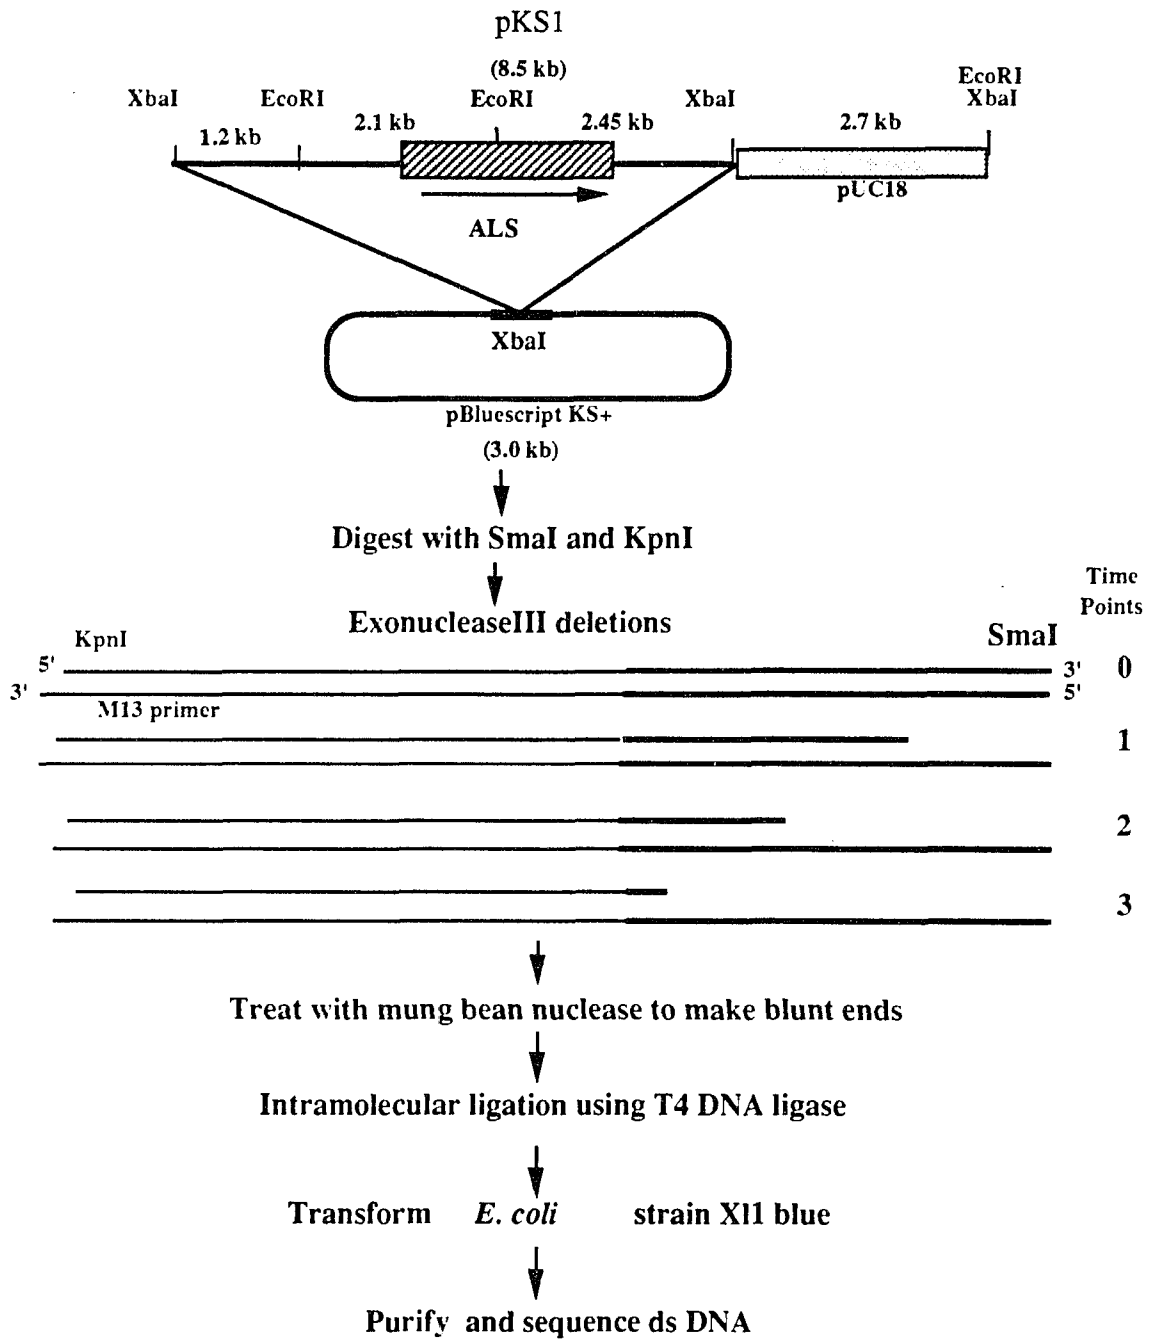 pKS1
(8.5 kb)
XbaI EcoRI EcoRI XbaI EcoRI
XbaI
1.2 kb 2.1 kb 2.45 kb 2.7 kb
pUC18
ALS
XbaI
pBluescript KS+
(3.0 kb)
Digest with SmaI and KpnI
Time
Points
ExonucleaseIII deletions
KpnI SmaI
5' 3' 0
3' 5'
M13 primer
1
2
3
Treat with mung bean nuclease to make blunt ends
Intramolecular ligation using T4 DNA ligase
Transform E. coli strain Xl1 blue
Purify and sequence ds DNA